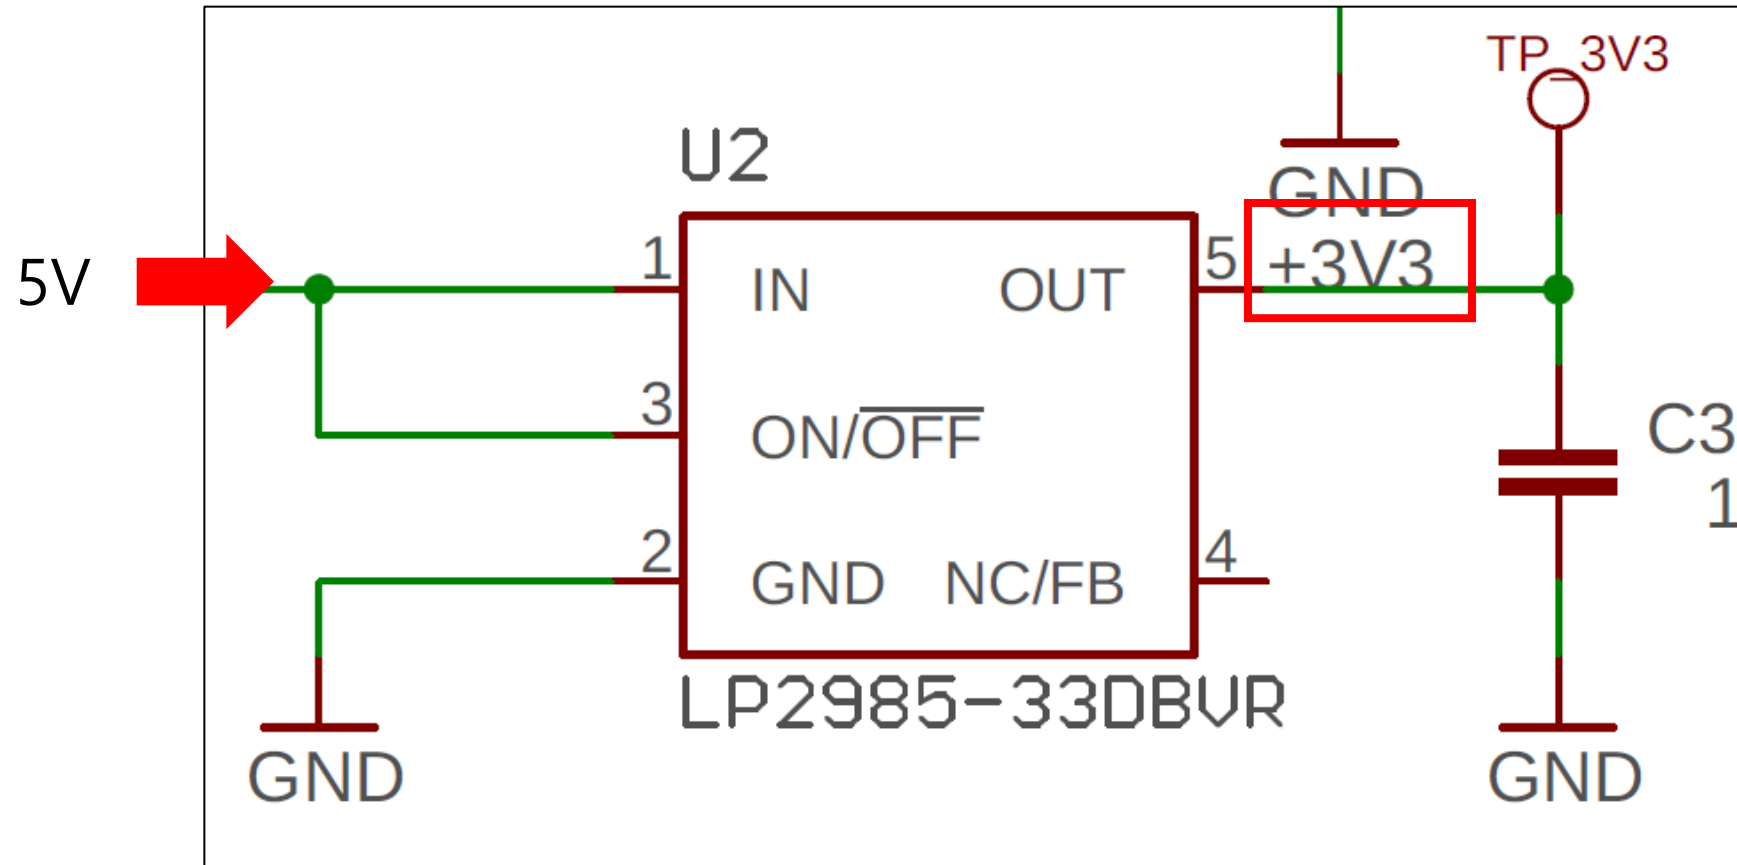 TP_3V3
U2
GND
5V
1
IN
OUT
5
+3V3
3
ON/OFF
C3
1
2
GND
NC/FB
4
LP2985-33DBVR
GND
GND